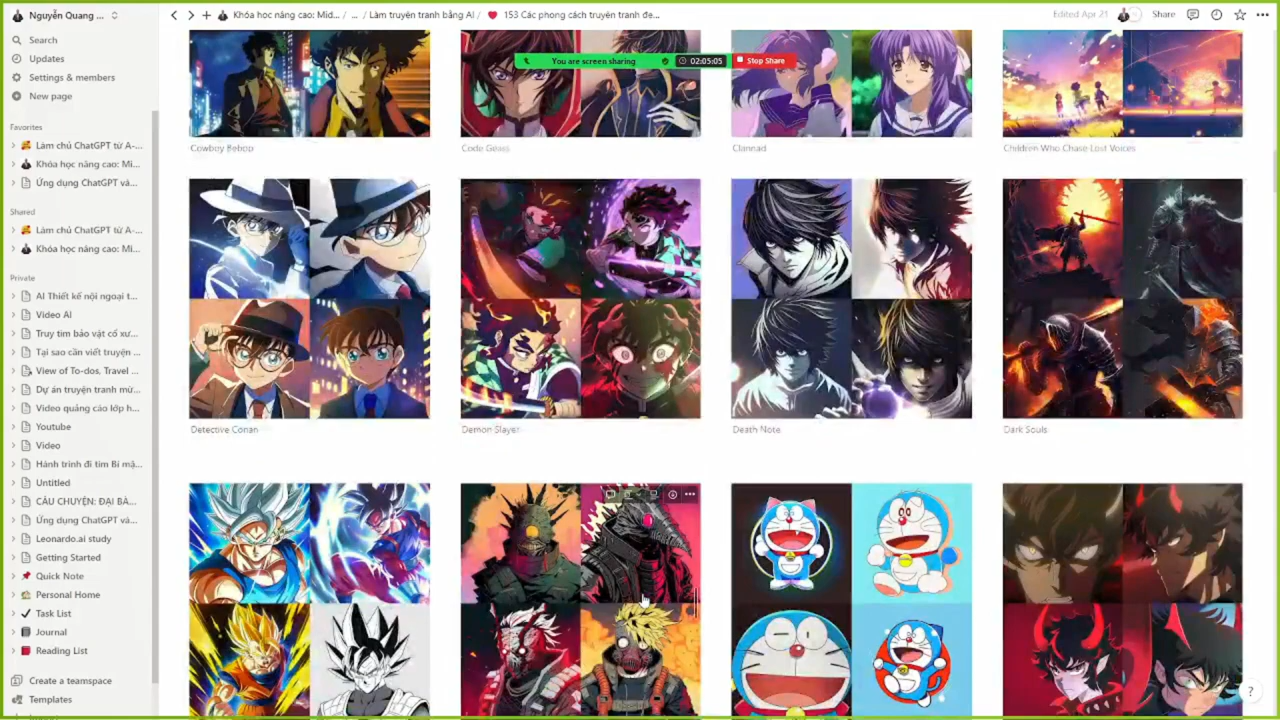 Nguyễn Quang ...
Khóa học nâng cao: Mid... / ... / Làm truyện tranh bằng AI / 153 Các phong cách truyện tranh đe...
Edited Apr 21
Share
Search
Updates
Settings & members
New page
You are screen sharing
02:05:05
Stop Share
Favorites
Làm chủ ChatGPT từ A-...
Khóa học nâng cao: Mi...
Ứng dụng ChatGPT và...
Shared
Làm chủ ChatGPT từ A-...
Khóa học nâng cao: Mi...
Private
AI Thiết kế nội ngoại t...
Video AI
Truy tìm bảo vật cổ xư...
Tại sao cần viết truyện ...
View of To-dos, Travel ...
Dự án truyện tranh mừ...
Video quảng cáo lớp h...
Youtube
Video
Hành trình đi tìm Bí mậ...
Untitled
CÂU CHUYỆN: ĐẠI BÀ...
Ứng dụng ChatGPT và...
Leonardo.ai study
Getting Started
Quick Note
Personal Home
Task List
Journal
Reading List
Create a teamspace
Templates
Cowboy Bebop
Code Geass
Clannad
Children Who Chase Lost Voices
Detective Conan
Demon Slayer
Death Note
Dark Souls
?